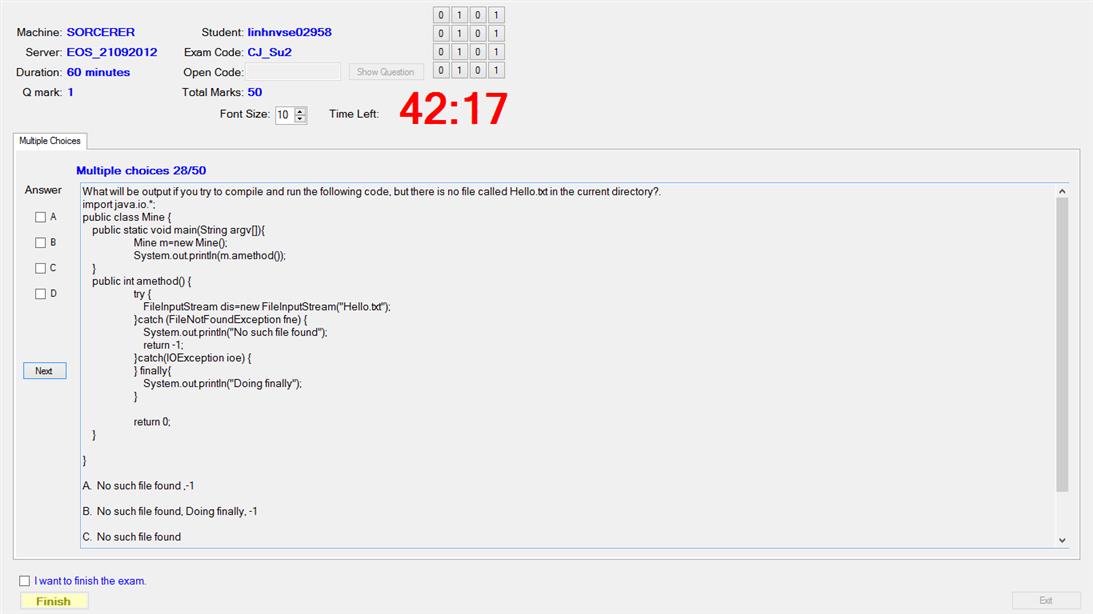 Machine: SORCERER Student: linhnvse02958
Server: EOS_21092012 Exam Code: CJ_Su2
Duration: 60 minutes Open Code: Show Question
Q mark: 1 Total Marks: 50
0 1 0 1
0 1 0 1
0 1 0 1
0 1 0 1
Font Size: 10 Time Left: 42:17
Multiple Choices
Multiple choices 28/50
Answer
A
B
C
D
Next
What will be output if you try to compile and run the following code, but there is no file called Hello.txt in the current directory?.
import java.io.*;
public class Mine {
public static void main(String argv[]){
Mine m=new Mine();
System.out.println(m.amethod());
}
public int amethod() {
try {
FileInputStream dis=new FileInputStream("Hello.txt");
}catch (FileNotFoundException fne) {
System.out.println("No such file found");
return -1;
}catch(IOException ioe) {
} finally{
System.out.println("Doing finally");
}
return 0;
}
}
A. No such file found ,-1
B. No such file found, Doing finally, -1
C. No such file found
I want to finish the exam.
Finish
Exit